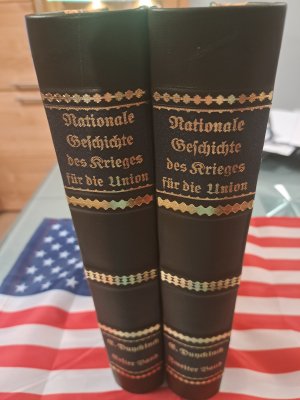 Nationale
Geschichte
des Krieges
für die Union
E. Duyckinck
Erster Band
Nationale
Geschichte
des Krieges
für die Union
E. Duyckinck
Zweiter Band